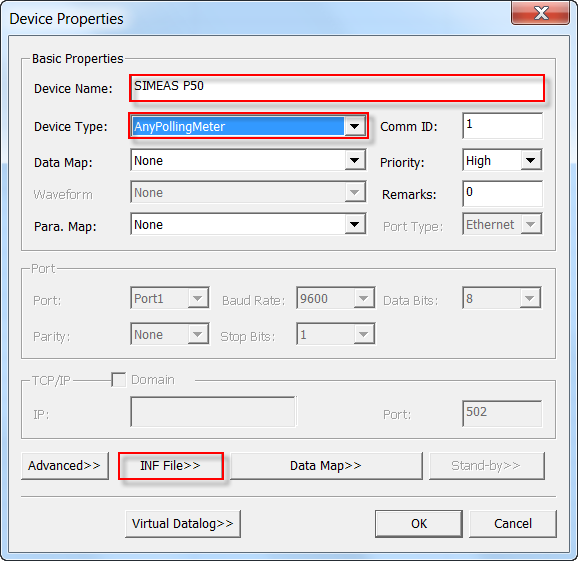 Device Properties
Basic Properties
Device Name: SIMEAS P50
Device Type: AnyPollingMeter Comm ID: 1
Data Map: None Priority: High
Waveform None Remarks: 0
Para. Map: None Port Type: Ethernet
Port
Port: Port1 Baud Rate: 9600 Data Bits: 8
Parity: None Stop Bits: 1
TCP/IP Domain
IP: Port: 502
Advanced>> INF File>> Data Map>> Stand-by>>
Virtual Datalog>> OK Cancel